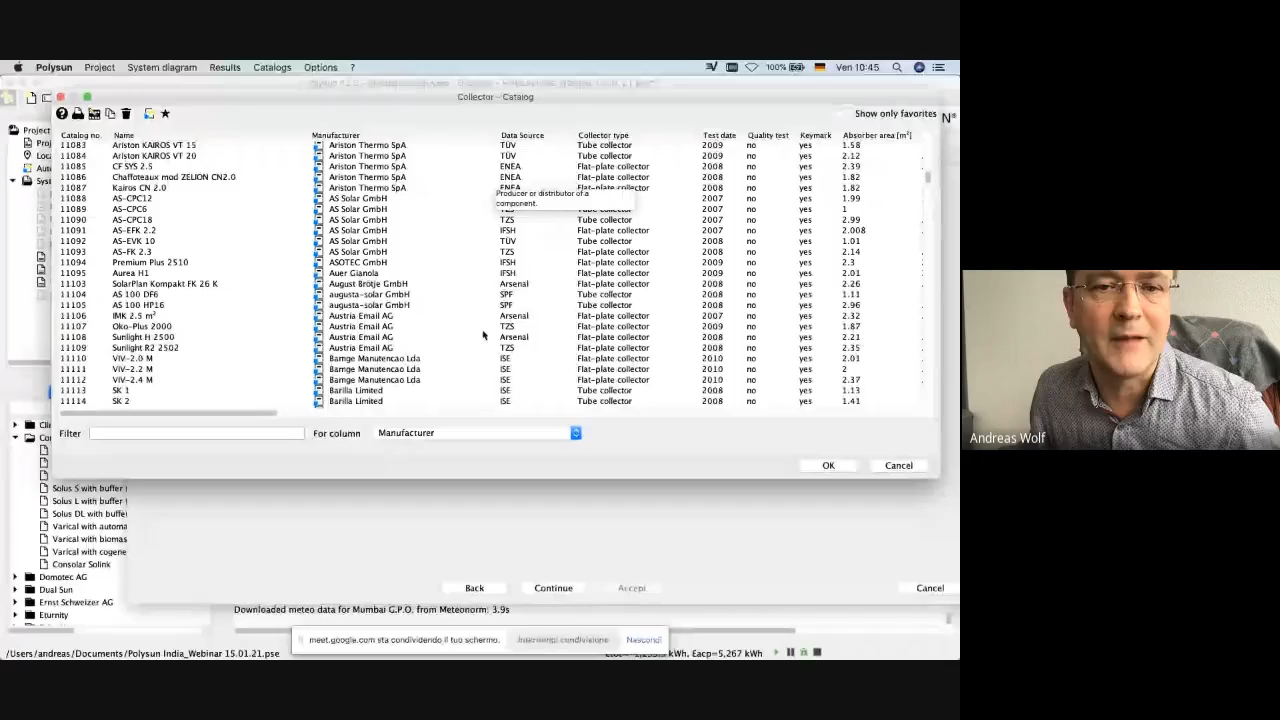 Polysun Project System diagram Results Catalogs Options ? 100% Ven 10:45
Collector - Catalog
Show only favorites
N®
Catalog no. Name Manufacturer Data Source Collector type Test date Quality test Keymark Absorber area [m²]
11083 Ariston KAIROS VT 15 Ariston Thermo SpA TÜV Tube collector 2009 no yes 1.58
11084 Ariston KAIROS VT 20 Ariston Thermo SpA TÜV Tube collector 2009 no yes 2.12
11085 CF SYS 2.5 Ariston Thermo SpA ENEA Flat-plate collector 2008 no yes 2.39
11086 Chaffoteaux mod ZELION CN2.0 Ariston Thermo SpA ENEA Flat-plate collector 2008 no yes 1.82
11087 Kairos CN 2.0 Ariston Thermo SpA ENEA Flat-plate collector 2008 no yes 1.82
Producer or distributor of a
component.
11088 AS-CPC12 AS Solar GmbH 2007 no yes 1.99
11089 AS-CPC6 AS Solar GmbH TZS Tube collector 2007 no yes 1
11090 AS-CPC18 AS Solar GmbH TZS Tube collector 2007 no yes 2.99
11091 AS-EFK 2.2 AS Solar GmbH IFSH Flat-plate collector 2007 no yes 2.008
11092 AS-EVK 10 AS Solar GmbH TÜV Tube collector 2008 no yes 1.01
11093 AS-FK 2.3 AS Solar GmbH TZS Flat-plate collector 2008 no yes 2.14
11094 Premium Plus 2510 ASOTEC GmbH IFSH Flat-plate collector 2009 no yes 2.3
11095 Aurea H1 Auer Gianola IFSH Flat-plate collector 2009 no yes 2.01
11103 SolarPlan Kompakt FK 26 K August Brötje GmbH Arsenal Flat-plate collector 2008 no yes 2.26
11104 AS 100 DF6 augusta-solar GmbH SPF Tube collector 2008 no yes 1.11
11105 AS 100 HP16 augusta-solar GmbH SPF Tube collector 2008 no yes 2.96
11106 IMK 2.5 m² Austria Email AG Arsenal Flat-plate collector 2007 no yes 2.32
11107 Oko-Plus 2000 Austria Email AG TZS Flat-plate collector 2009 no yes 1.87
11108 Sunlight H 2500 Austria Email AG Arsenal Flat-plate collector 2008 no yes 2.21
11109 Sunlight R2 2502 Austria Email AG TZS Flat-plate collector 2008 no yes 2.35
11110 VIV-2.0 M Bamge Manutencao Lda ISE Flat-plate collector 2010 no yes 2.01
11111 VIV-2.2 M Bamge Manutencao Lda ISE Flat-plate collector 2010 no yes 2
11112 VIV-2.4 M Bamge Manutencao Lda ISE Flat-plate collector 2010 no yes 2.37
11113 SK 1 Barilla Limited ISE Tube collector 2008 no yes 1.13
11114 SK 2 Barilla Limited ISE Tube collector 2008 no yes 1.41
Filter For column Manufacturer
OK Cancel
Project
Solus S with buffer
Solus L with buffer
Solus DL with buffe
Varical with automa
Varical with biomas
Varical with cogene
Consolar Solink
Domotec AG
Dual Sun
Ernst Schweizer AG
Eturnity
Back Continue Accept Cancel
Downloaded meteo data for Mumbai G.P.O. from Meteonorm: 3.9s
meet.google.com sta condividendo il tuo schermo. Interrompi condivisione Nascondi
/Users/andreas/Documents/Polysun India_Webinar 15.01.21.pse
kWh, Eacp=5,267 kWh
Andreas Wolf